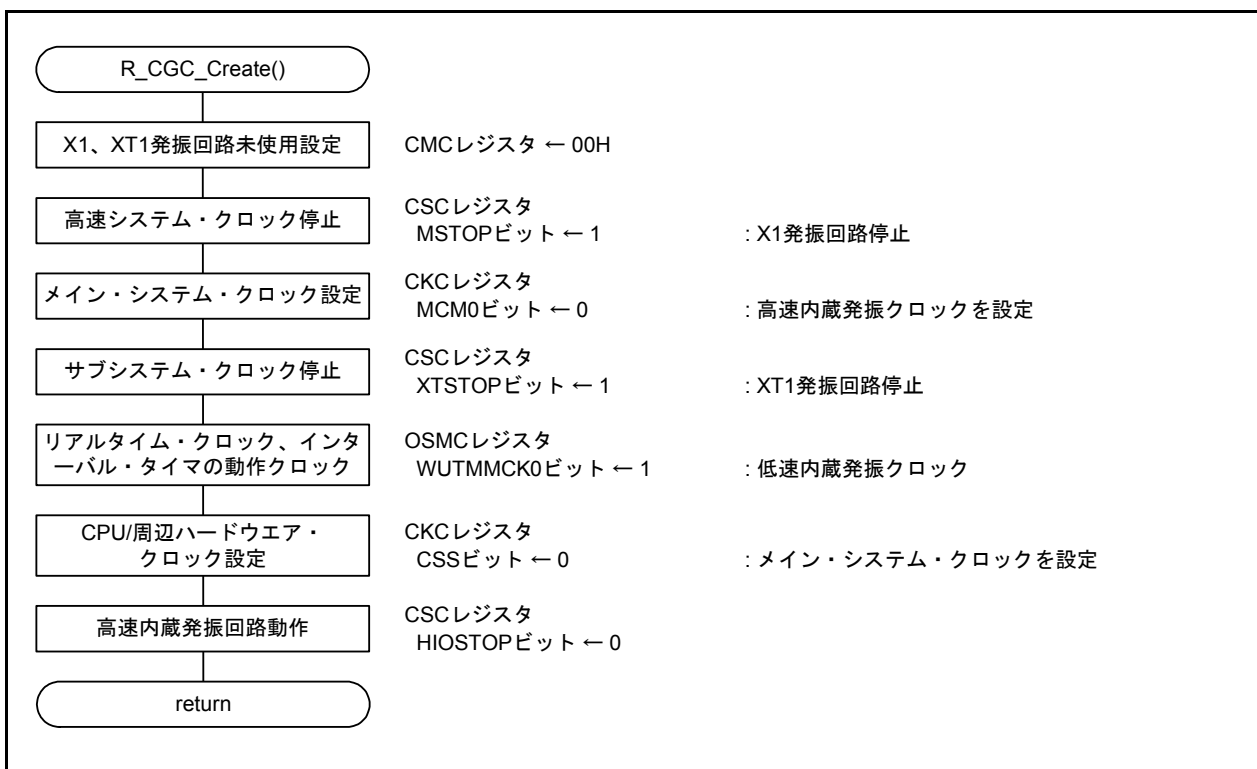 R_CGC_Create()
X1、XT1発振回路未使用設定
CMCレジスタ ← 00H
高速システム・クロック停止
CSCレジスタ
MSTOPビット ← 1
: X1発振回路停止
メイン・システム・クロック設定
CKCレジスタ
MCM0ビット ← 0
: 高速内蔵発振クロックを設定
サブシステム・クロック停止
CSCレジスタ
XTSTOPビット ← 1
: XT1発振回路停止
リアルタイム・クロック、インタ
ーバル・タイマの動作クロック
OSMCレジスタ
WUTMMCK0ビット ← 1
: 低速内蔵発振クロック
CPU/周辺ハードウエア・
クロック設定
CKCレジスタ
CSSビット ← 0
: メイン・システム・クロックを設定
高速内蔵発振回路動作
CSCレジスタ
HIOSTOPビット ← 0
return